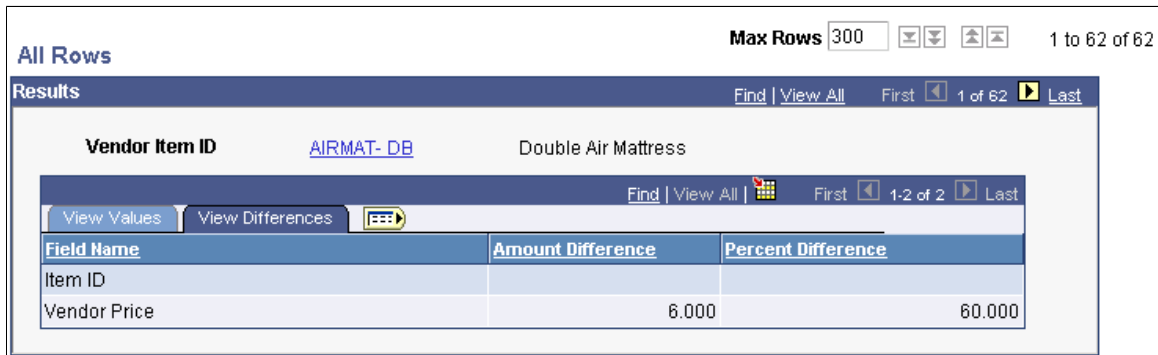 Max Rows 300 1 to 62 of 62
All Rows
Results Find | View All First 1 of 62 Last
Vendor Item ID AIRMAT- DB Double Air Mattress
Find | View All | First 1-2 of 2 Last
View Values View Differences
Field Name Amount Difference Percent Difference
Item ID
Vendor Price 6.000 60.000